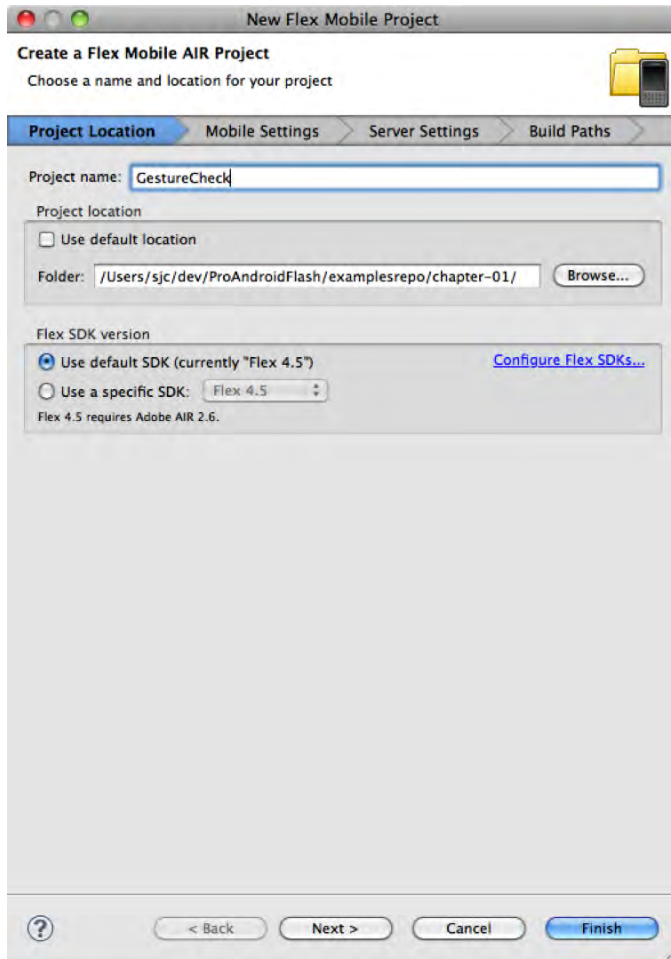 New Flex Mobile Project
Create a Flex Mobile AIR Project
Choose a name and location for your project
Project Location Mobile Settings Server Settings Build Paths
Project name: GestureCheck
Project location
Use default location
Folder: /Users/sjc/dev/ProAndroidFlash/examplesrepo/chapter-01/ Browse...
Flex SDK version
Use default SDK (currently "Flex 4.5") Configure Flex SDKs...
Use a specific SDK: Flex 4.5
Flex 4.5 requires Adobe AIR 2.6.
? < Back Next > Cancel Finish